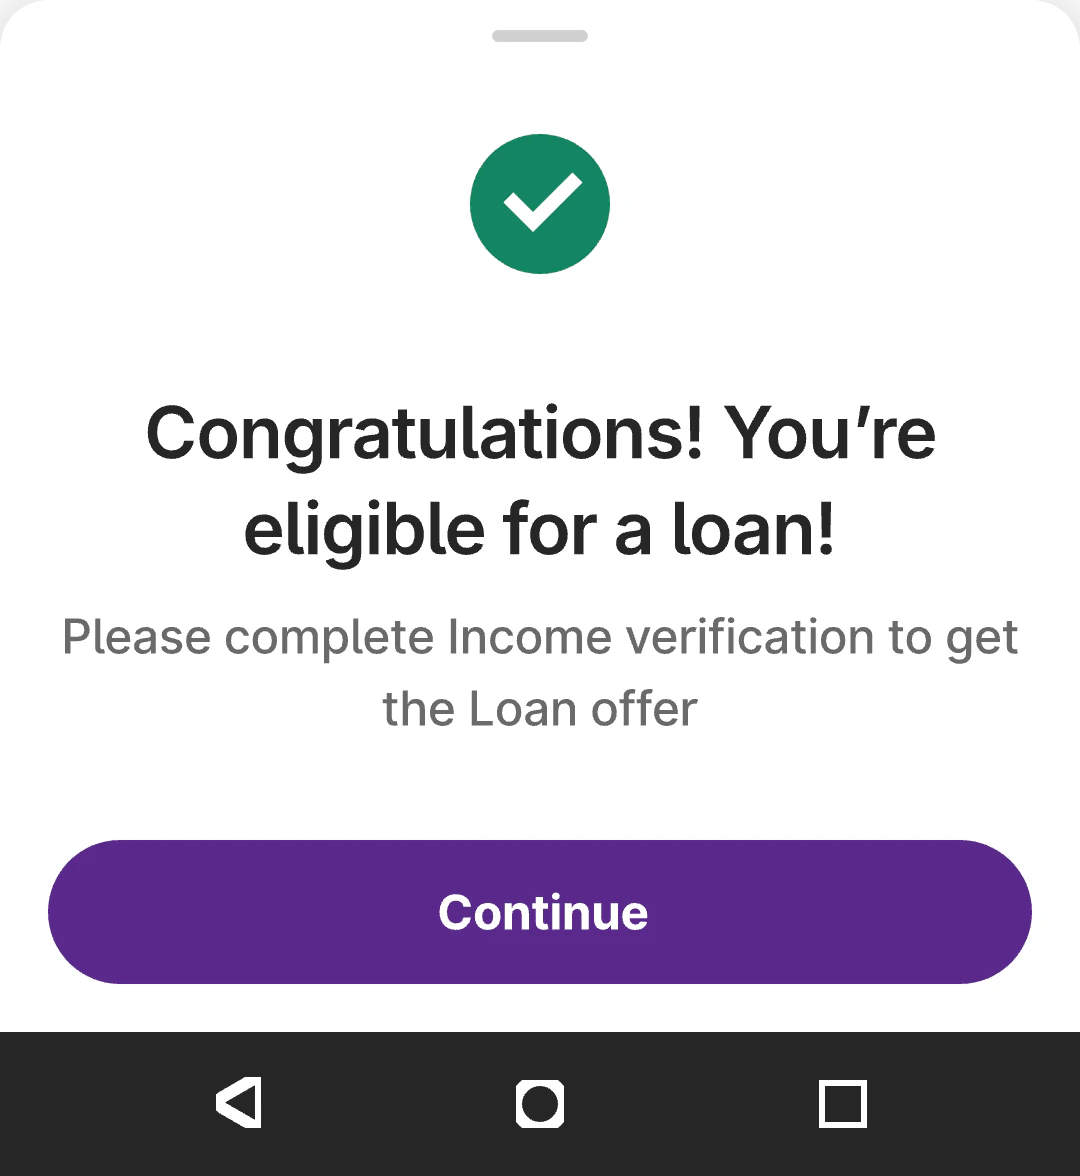 Congratulations! You’re
eligible for a loan!
Please complete Income verification to get
the Loan offer
Continue